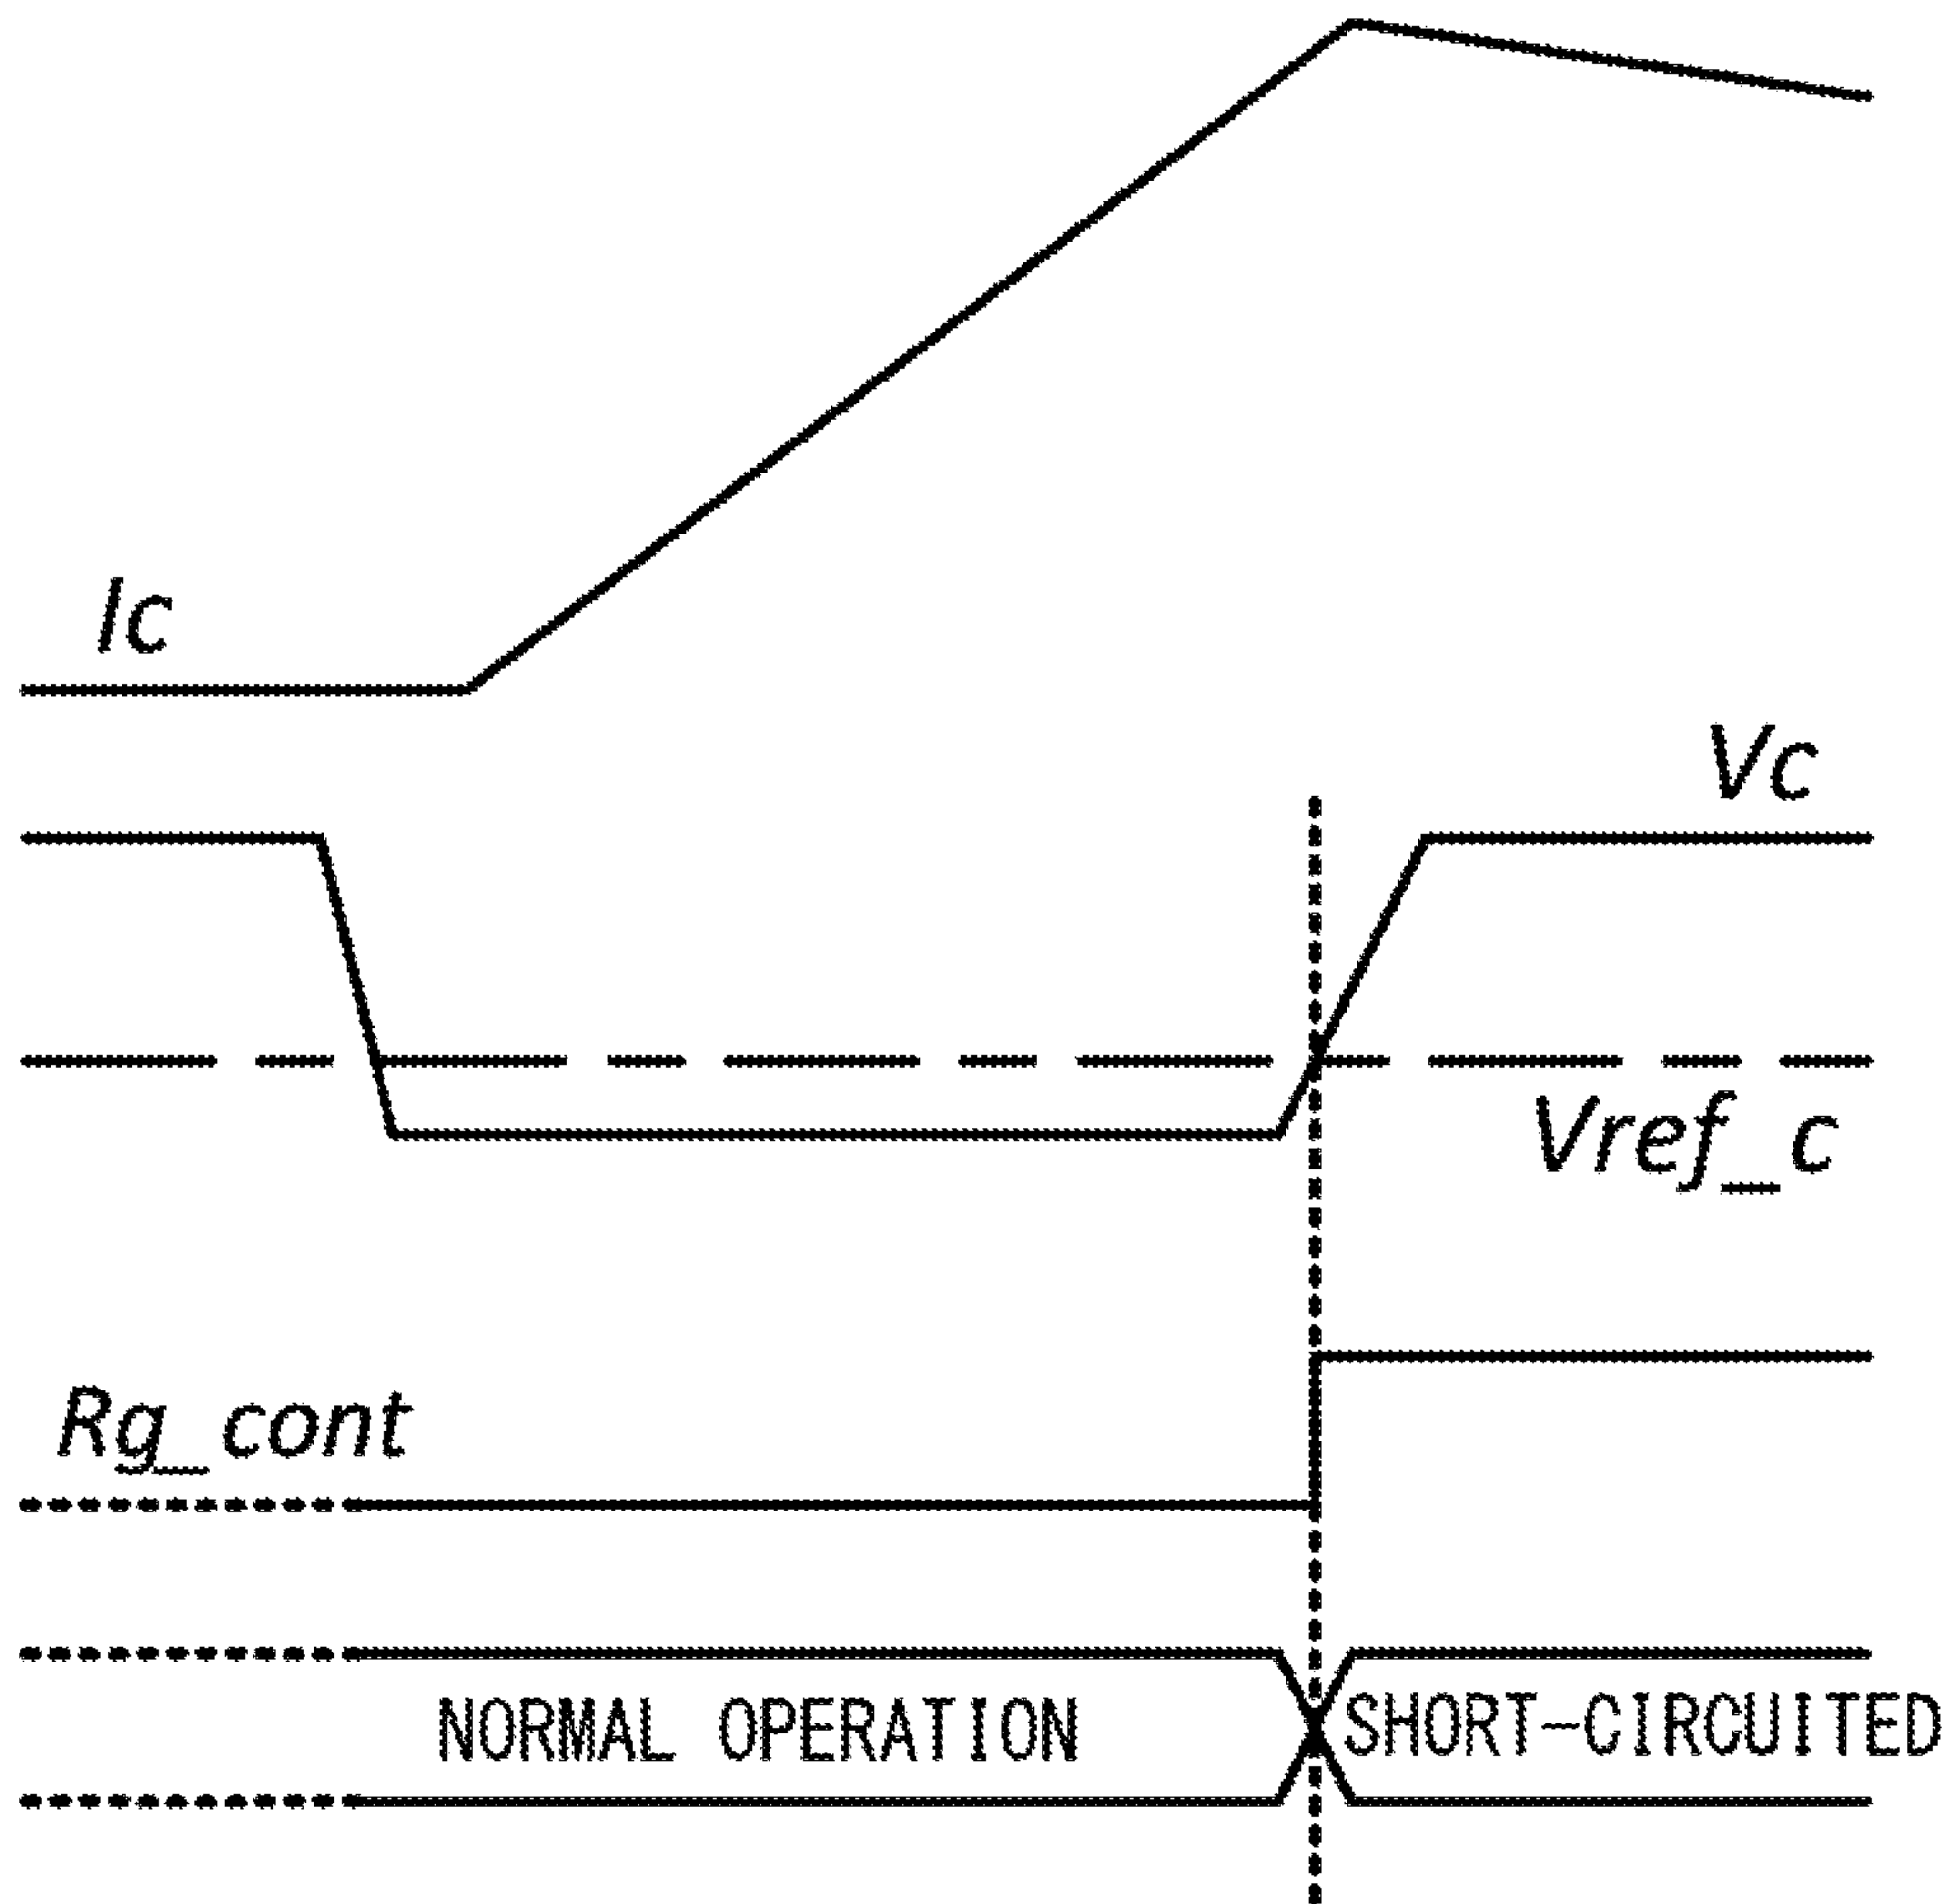 Ic
Vc
Vref_c
Rg_cont
NORMAL OPERATION
SHORT-CIRCUITED